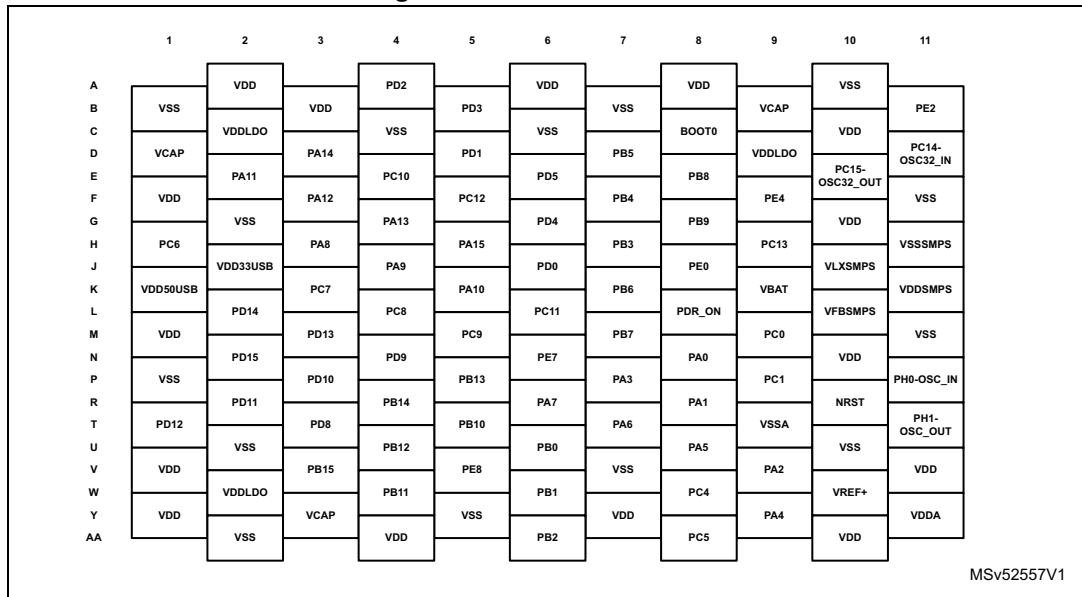 1 2 3 4 5 6 7 8 9 10 11
A VDD PD2 VDD VDD VSS
B VSS VDD PD3 VSS VCAP PE2
C VDDLDO VSS VSS BOOT0 VDD
D VCAP PA14 PD1 PB5 VDDLDO PC14-OSC32_IN
E PA11 PC10 PD5 PB8 PC15-OSC32_OUT
F VDD PA12 PC12 PB4 PE4 VSS
G VSS PA13 PD4 PB9 VDD
H PC6 PA8 PA15 PB3 PC13 VSSSMPS
J VDD33USB PA9 PD0 PE0 VLXSMPS
K VDD50USB PC7 PA10 PB6 VBAT VDDSMPS
L PD14 PC8 PC11 PDR_ON VFBSMPS
M VDD PD13 PC9 PB7 PC0 VSS
N PD15 PD9 PE7 PA0 VDD
P VSS PD10 PB13 PA3 PC1 PH0-OSC_IN
R PD11 PB14 PA7 PA1 NRST
T PD12 PD8 PB10 PA6 VSSA PH1-OSC_OUT
U VSS PB12 PB0 PA5 VSS
V VDD PB15 PE8 VSS PA2 VDD
W VDDLDO PB11 PB1 PC4 VREF+
Y VDD VCAP VSS VDD PA4 VDDA
AA VSS VDD PB2 PC5 VDD
MSv52557V1